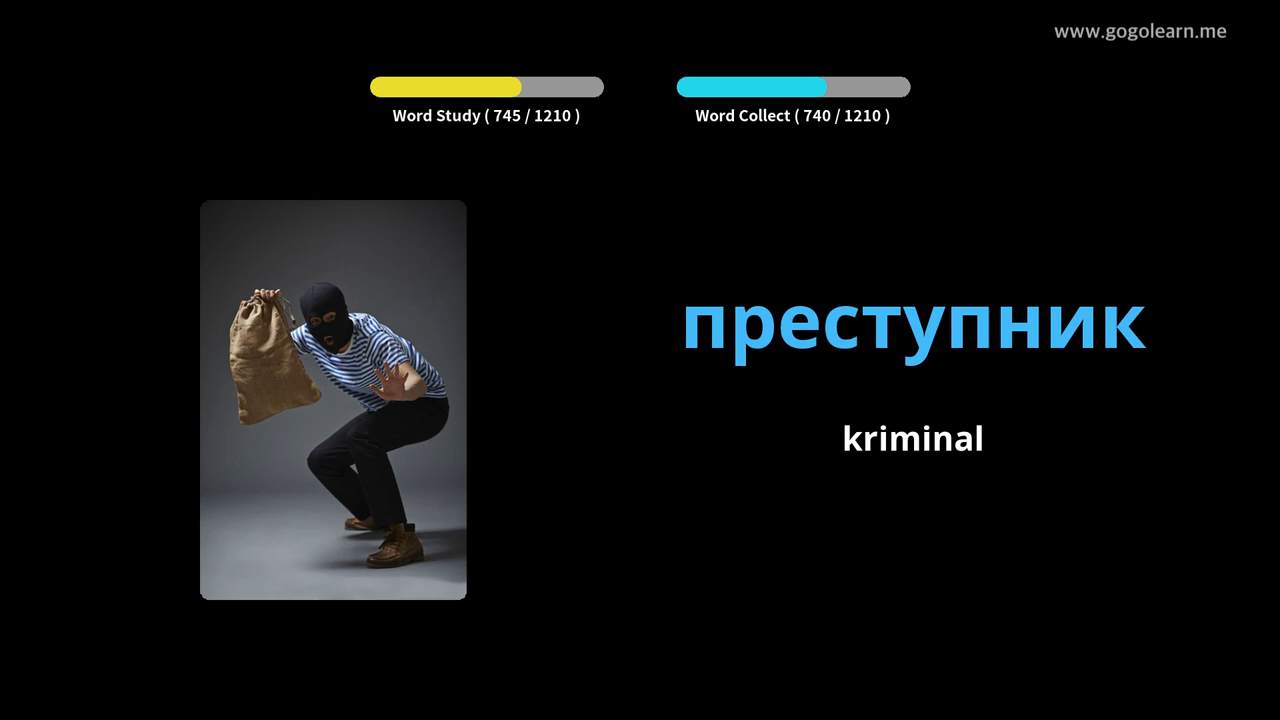 www.gogolearn.me
Word Study ( 745 / 1210 )
Word Collect ( 740 / 1210 )
преступник
kriminal